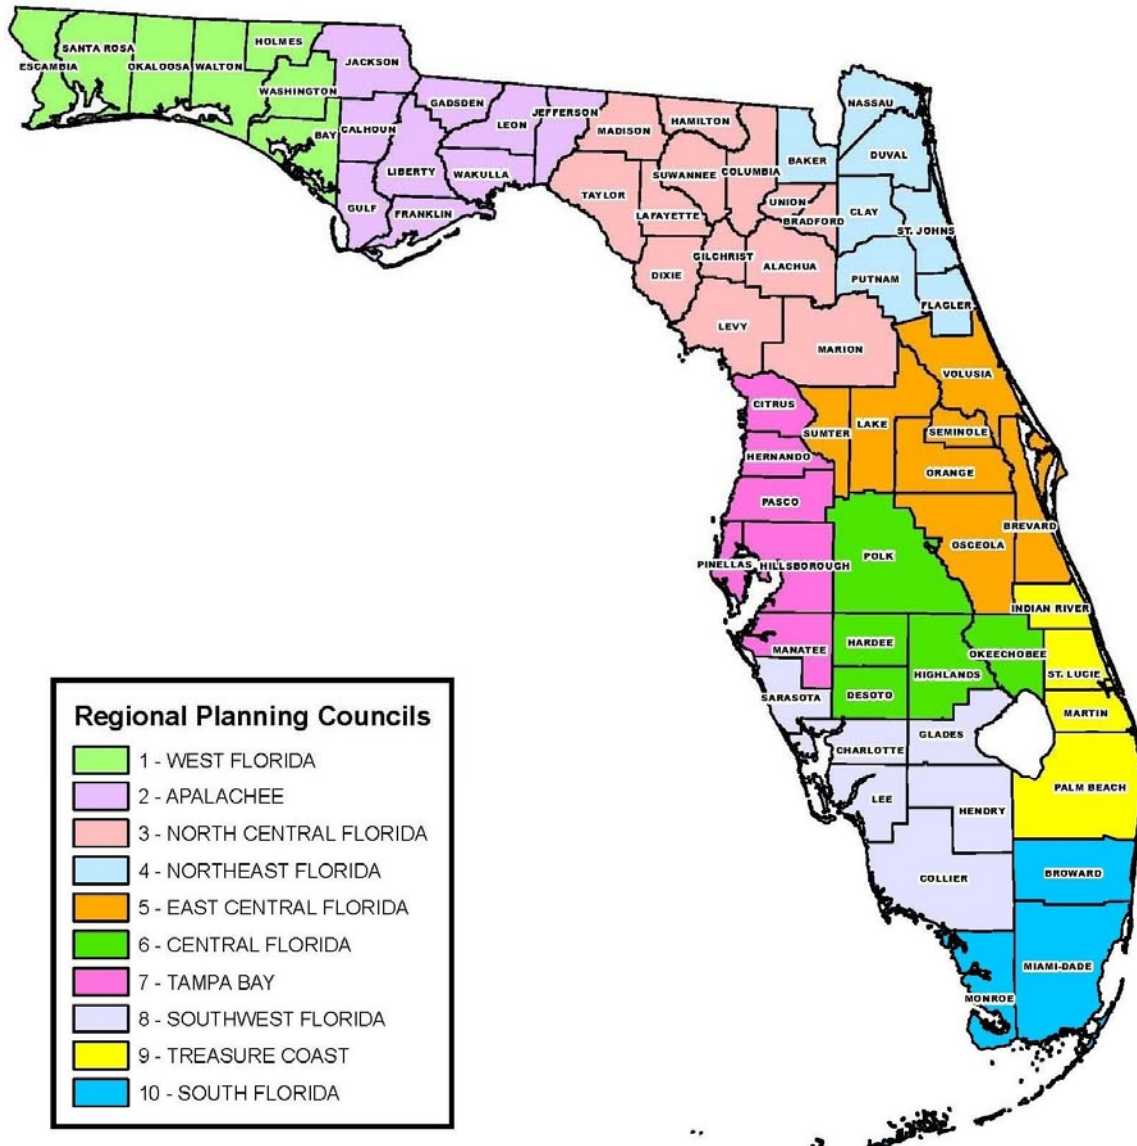 HOLMES
SANTA ROSA
ESCAMBIA
OKALOOSA
WALTON
JACKSON
WASHINGTON
GADSDEN
JEFFERSON
LEON
BAY
CALHOUN
LIBERTY
WAKULLA
GULF
FRANKLIN
MADISON
HAMILTON
NASSAU
DUVAL
BAKER
SUWANNEE
COLUMBIA
TAYLOR
LAFAYETTE
UNION
BRADFORD
CLAY
ST. JOHNS
GILCHRIST
DIXIE
ALACHUA
PUTNAM
FLAGLER
LEVY
MARION
VOLUSIA
CITRUS
SUMTER
LAKE
SEMINOLE
HERNANDO
ORANGE
PASCO
BREVARD
OSCEOLA
POLK
PINELLAS
HILLSBOROUGH
INDIAN RIVER
MANATEE
HARDEE
OKEECHOBEE
HIGHLANDS
ST. LUCIE
SARASOTA
DESOTO
MARTIN
CHARLOTTE
GLADES
PALM BEACH
LEE
HENDRY
COLLIER
BROWARD
MIAMI-DADE
MONROE
Regional Planning Councils
1 - WEST FLORIDA
2 - APALACHEE
3 - NORTH CENTRAL FLORIDA
4 - NORTHEAST FLORIDA
5 - EAST CENTRAL FLORIDA
6 - CENTRAL FLORIDA
7 - TAMPA BAY
8 - SOUTHWEST FLORIDA
9 - TREASURE COAST
10 - SOUTH FLORIDA